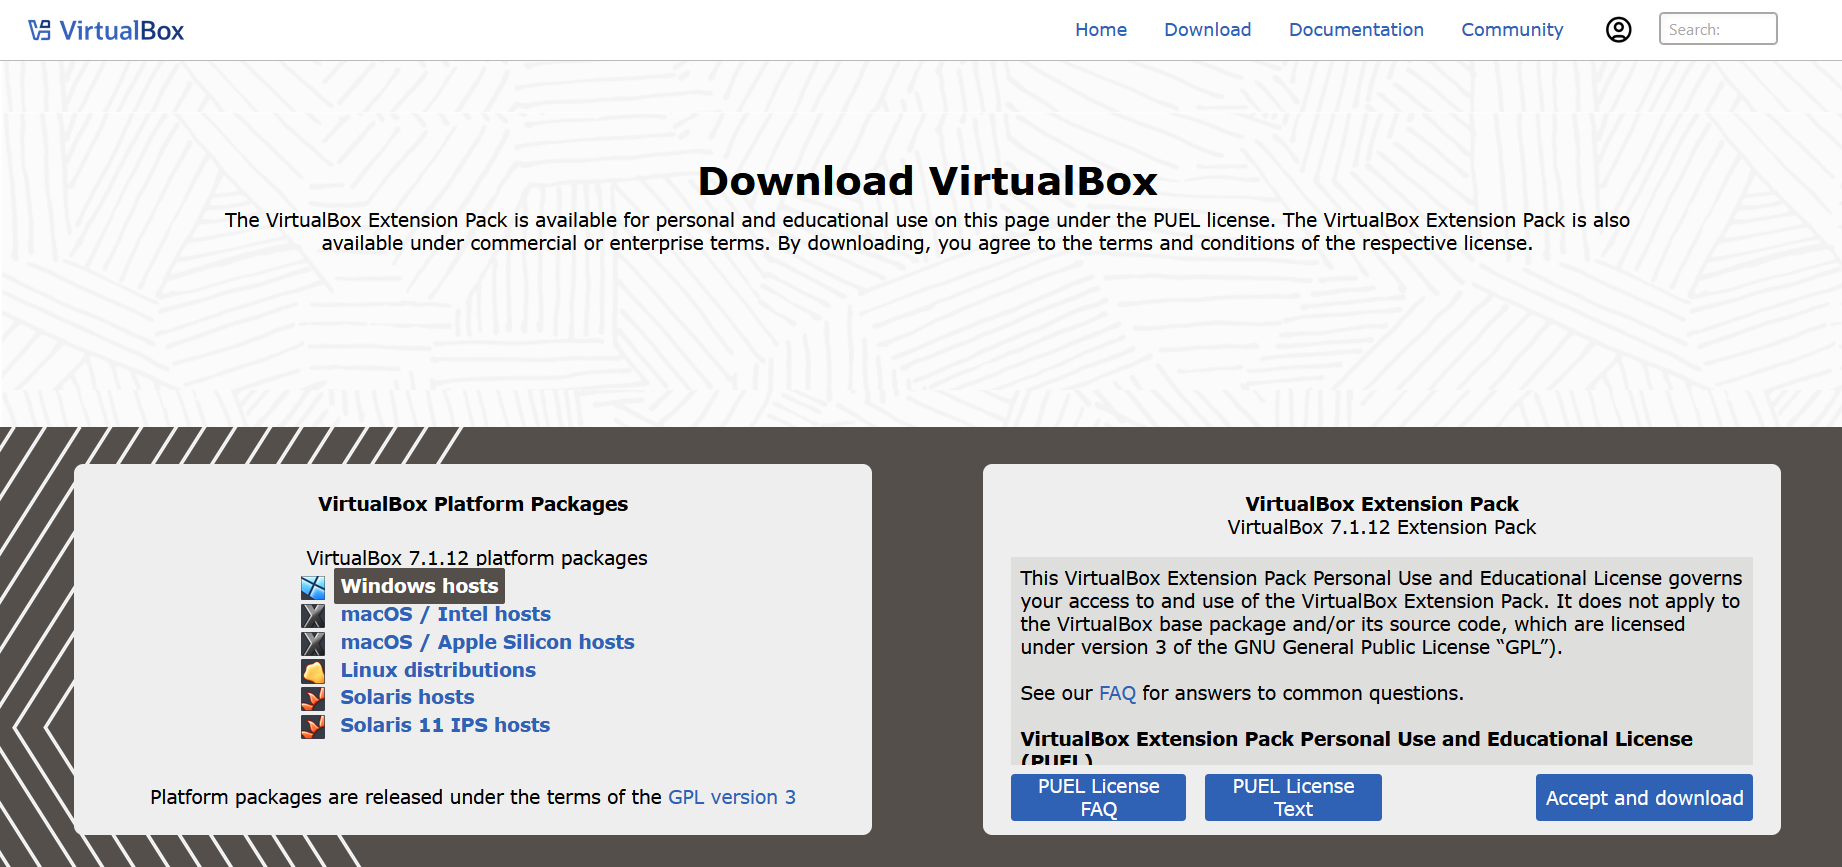 VirtualBox
Home
Download
Documentation
Community
Search:
Download VirtualBox
The VirtualBox Extension Pack is available for personal and educational use on this page under the PUEL license. The VirtualBox Extension Pack is also
available under commercial or enterprise terms. By downloading, you agree to the terms and conditions of the respective license.
VirtualBox Platform Packages
VirtualBox 7.1.12 platform packages
Windows hosts
macOS / Intel hosts
macOS / Apple Silicon hosts
Linux distributions
Solaris hosts
Solaris 11 IPS hosts
Platform packages are released under the terms of the GPL version 3
VirtualBox Extension Pack
VirtualBox 7.1.12 Extension Pack
This VirtualBox Extension Pack Personal Use and Educational License governs
your access to and use of the VirtualBox Extension Pack. It does not apply to
the VirtualBox base package and/or its source code, which are licensed
under version 3 of the GNU General Public License “GPL”).
See our FAQ for answers to common questions.
VirtualBox Extension Pack Personal Use and Educational License
(PUEL)
PUEL License
FAQ
PUEL License
Text
Accept and download